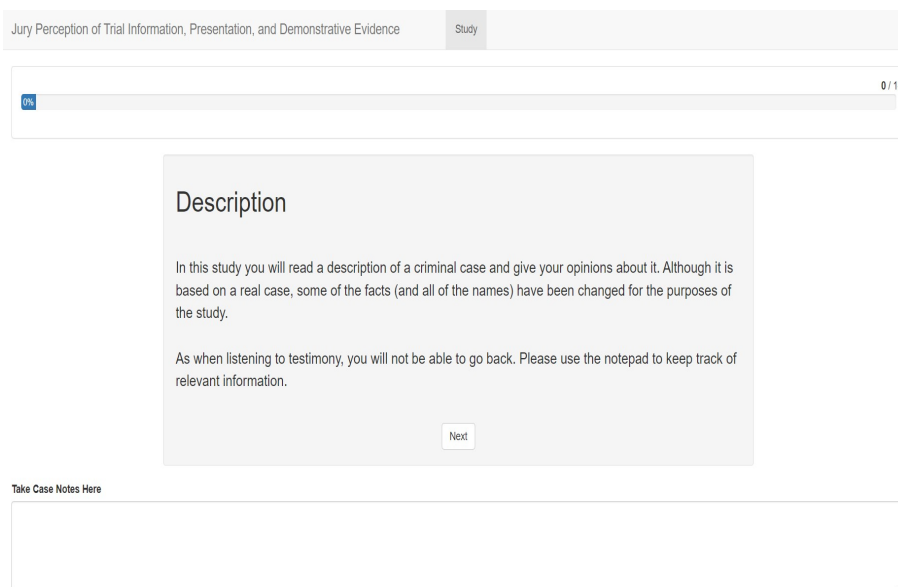 Jury Perception of Trial Information, Presentation, and Demonstrative Evidence Study
0 / 1
0%
Description
In this study you will read a description of a criminal case and give your opinions about it. Although it is
based on a real case, some of the facts (and all of the names) have been changed for the purposes of
the study.
As when listening to testimony, you will not be able to go back. Please use the notepad to keep track of
relevant information.
Next
Take Case Notes Here